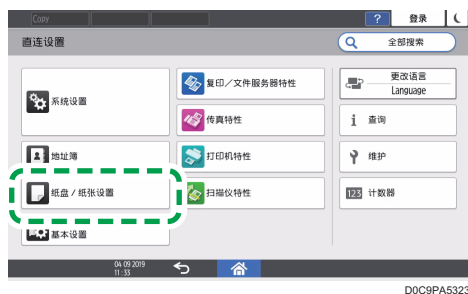 Copy
? 登录
直连设置
全部搜索
系统设置
复印／文件服务器特性
更改语言
Language
传真特性
i 查询
地址簿
打印机特性
维护
纸盘 / 纸张设置
扫描仪特性
123 计数器
基本设置
04 09 2019
11 : 33
D0C9PA5323